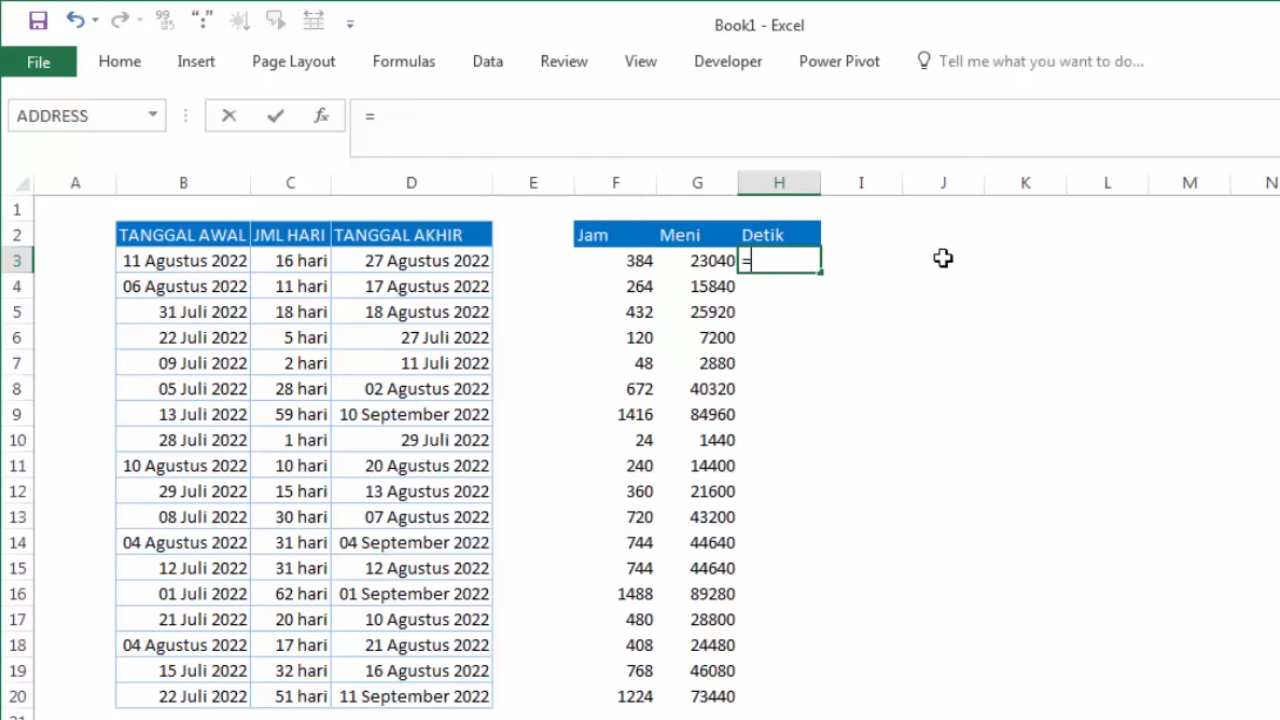 Book1 - Excel
File Home Insert Page Layout Formulas Data Review View Developer Power Pivot Tell me what you want to do...
ADDRESS fx =
A B C D E F G H I J K L M N
1
2 TANGGAL AWAL JML HARI TANGGAL AKHIR Jam Meni Detik
3 11 Agustus 2022 16 hari 27 Agustus 2022 384 23040 =
4 06 Agustus 2022 11 hari 17 Agustus 2022 264 15840
5 31 Juli 2022 18 hari 18 Agustus 2022 432 25920
6 22 Juli 2022 5 hari 27 Juli 2022 120 7200
7 09 Juli 2022 2 hari 11 Juli 2022 48 2880
8 05 Juli 2022 28 hari 02 Agustus 2022 672 40320
9 13 Juli 2022 59 hari 10 September 2022 1416 84960
10 28 Juli 2022 1 hari 29 Juli 2022 24 1440
11 10 Agustus 2022 10 hari 20 Agustus 2022 240 14400
12 29 Juli 2022 15 hari 13 Agustus 2022 360 21600
13 08 Juli 2022 30 hari 07 Agustus 2022 720 43200
14 04 Agustus 2022 31 hari 04 September 2022 744 44640
15 12 Juli 2022 31 hari 12 Agustus 2022 744 44640
16 01 Juli 2022 62 hari 01 September 2022 1488 89280
17 21 Juli 2022 20 hari 10 Agustus 2022 480 28800
18 04 Agustus 2022 17 hari 21 Agustus 2022 408 24480
19 15 Juli 2022 32 hari 16 Agustus 2022 768 46080
20 22 Juli 2022 51 hari 11 September 2022 1224 73440